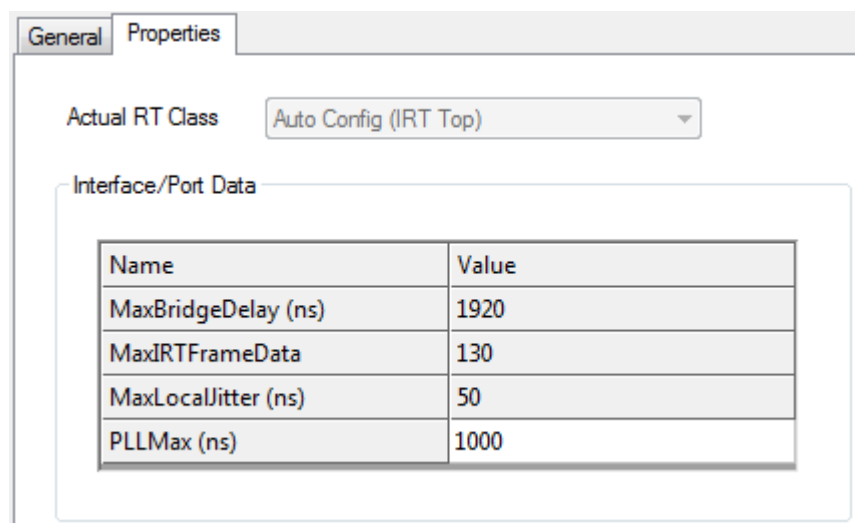 General Properties
Actual RT Class Auto Config (IRT Top)
Interface/Port Data
Name Value
MaxBridgeDelay (ns) 1920
MaxIRTFrameData 130
MaxLocalJitter (ns) 50
PLLMax (ns) 1000